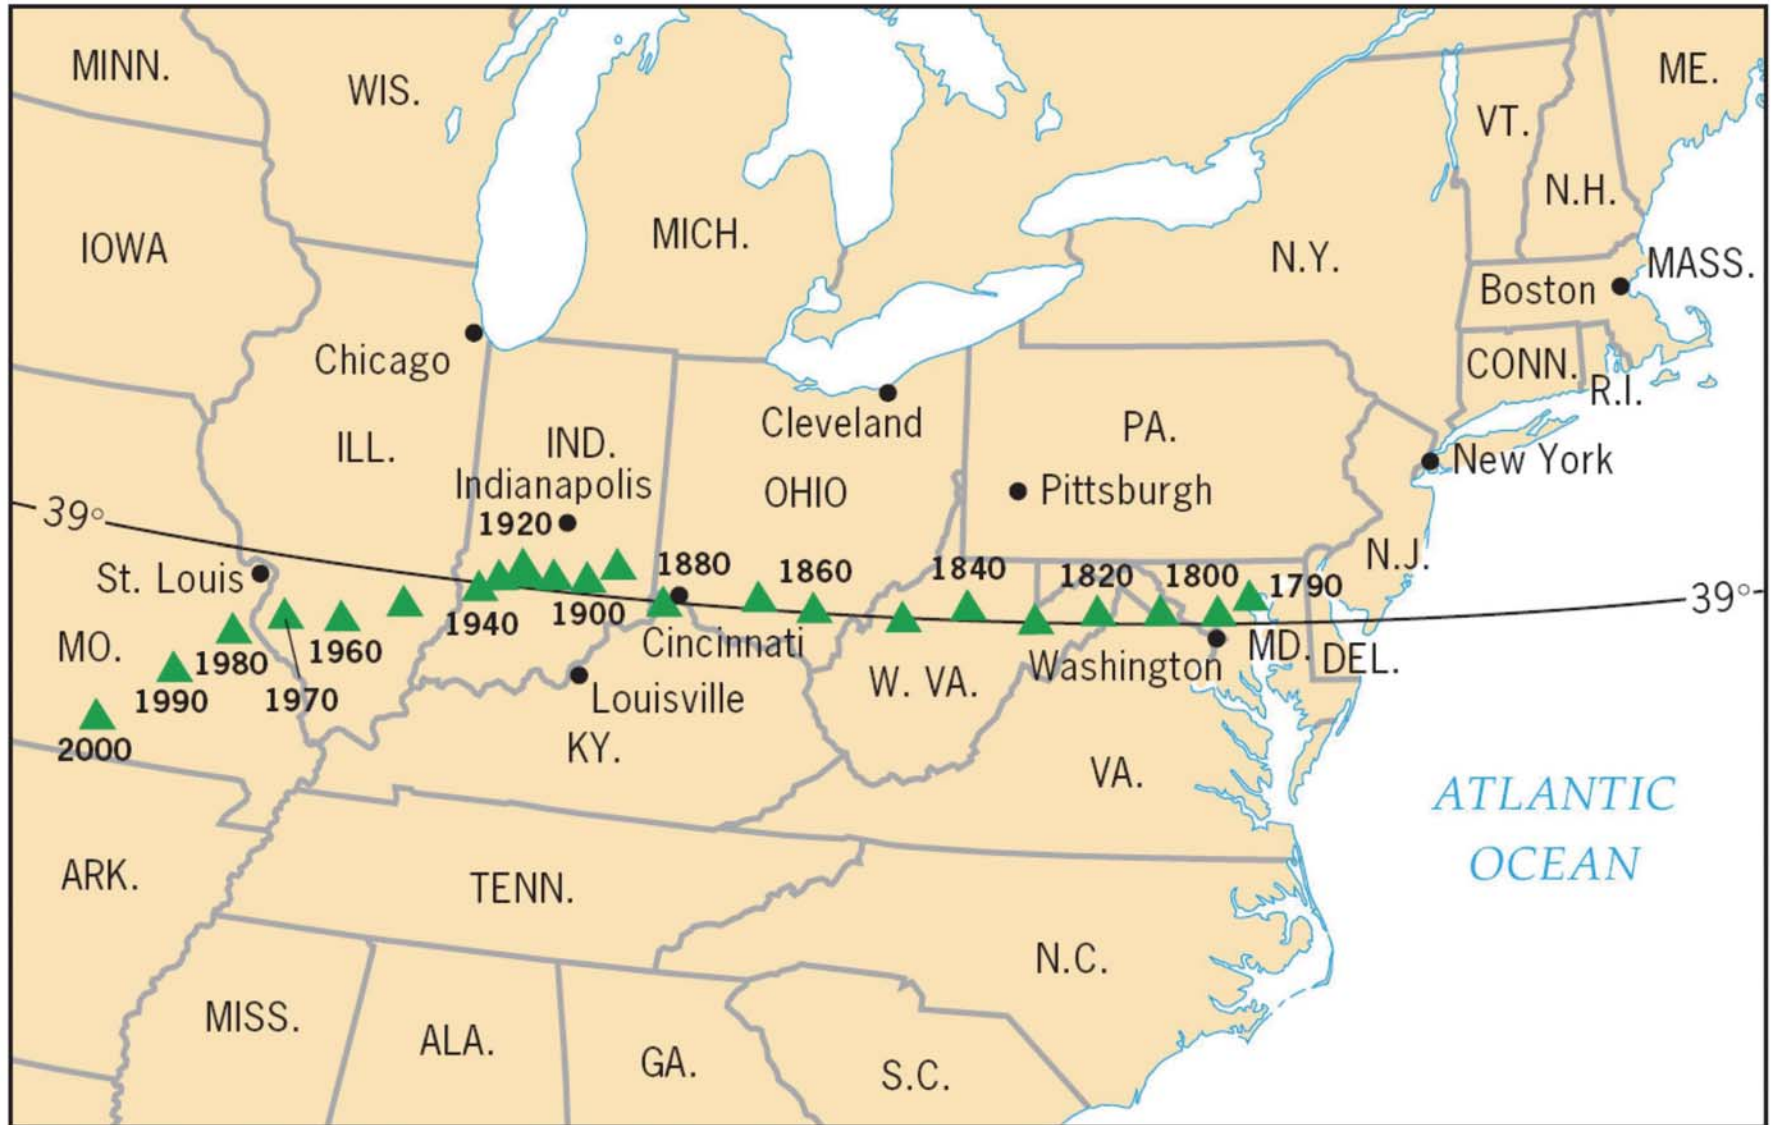 MINN.
WIS.
ME.
VT.
N.H.
IOWA
MICH.
N.Y.
MASS.
Boston
Chicago
CONN.
R.I.
Cleveland
PA.
ILL.
IND.
New York
Indianapolis
OHIO
Pittsburgh
39°
1920
N.J.
St. Louis
1880
1860
1840
1820
1800
1790
39°
1940
1900
MO.
1980
1960
Cincinnati
Washington
MD.
DEL.
1990
1970
Louisville
W. VA.
2000
KY.
VA.
ATLANTIC
OCEAN
ARK.
TENN.
N.C.
MISS.
ALA.
GA.
S.C.